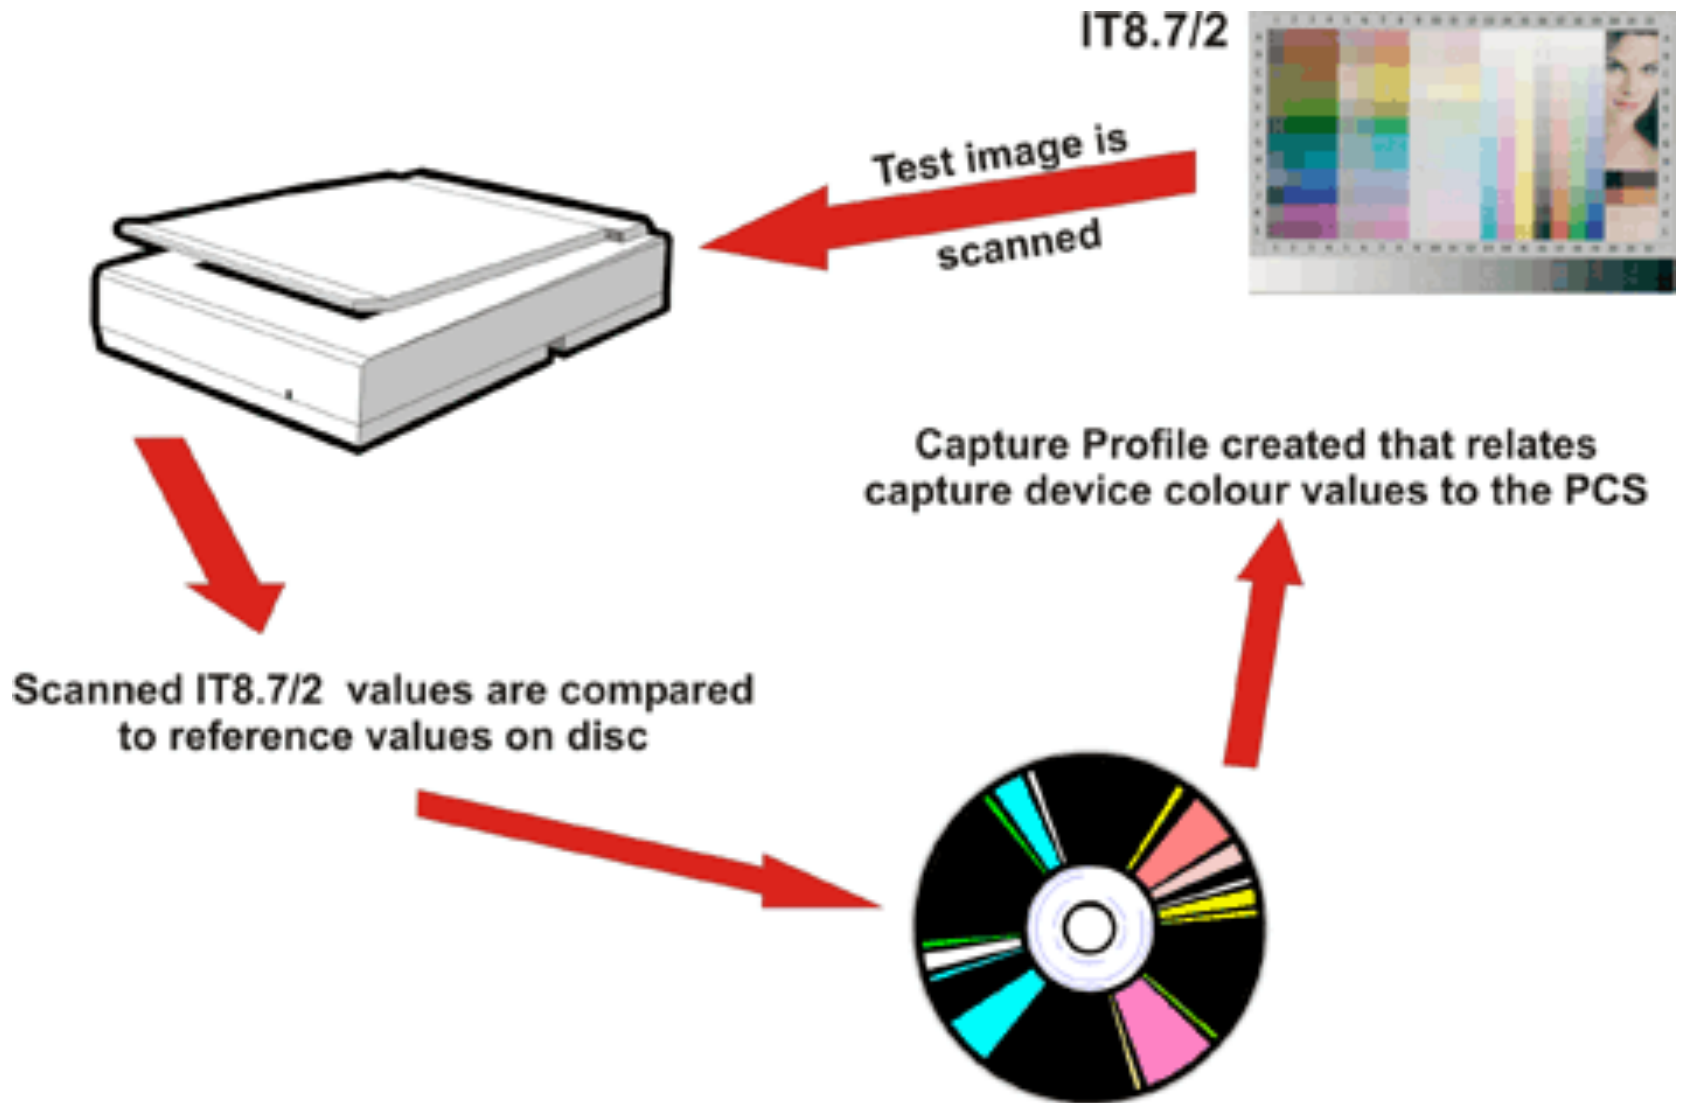 IT8.7/2
Test image is
scanned
Capture Profile created that relates
capture device colour values to the PCS
Scanned IT8.7/2  values are compared
to reference values on disc